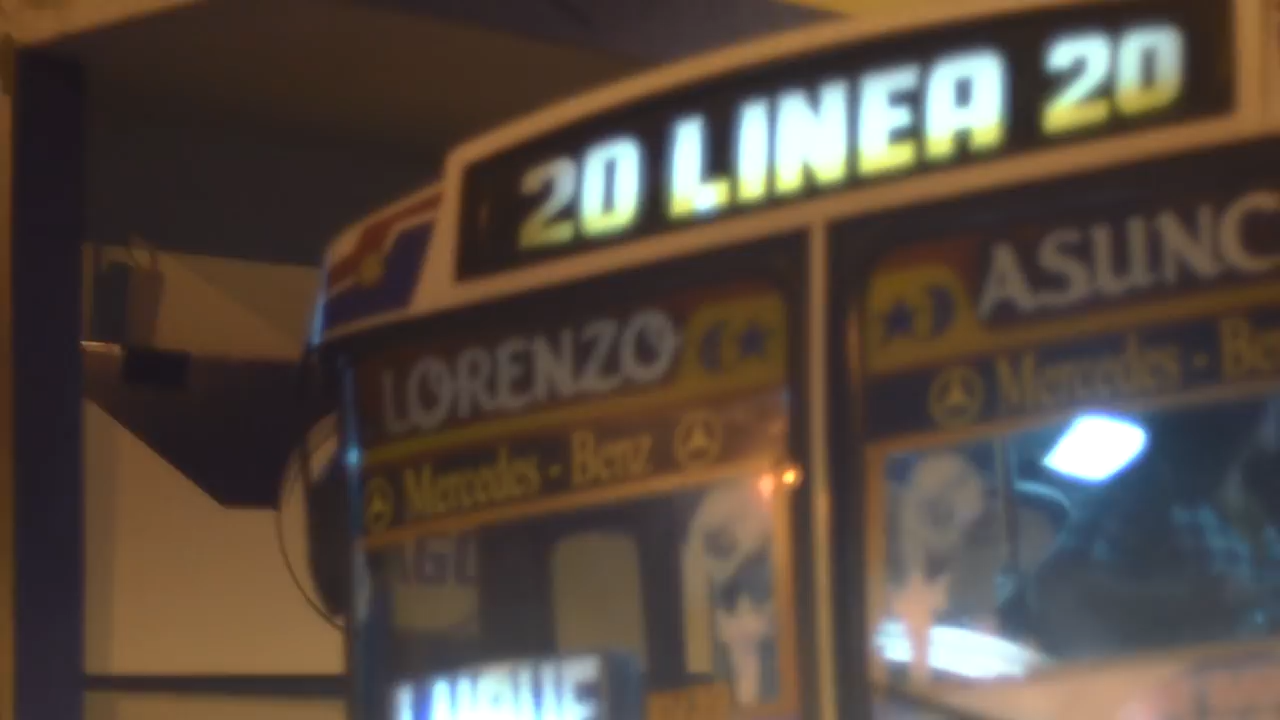 20 LINEA 20
LORENZO
ASUNC
Mercedes - Benz
Mercedes - Be